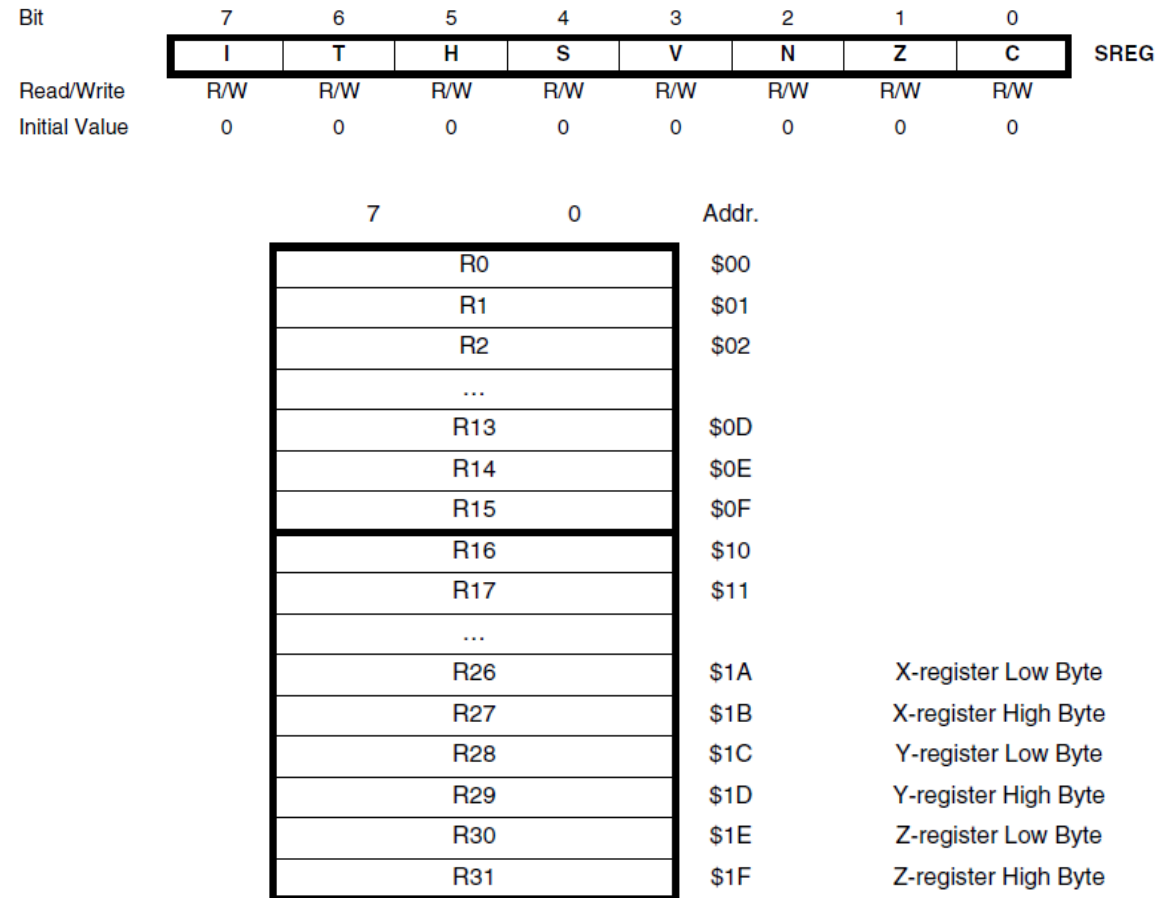 Bit 7 6 5 4 3 2 1 0
I T H S V N Z C SREG
Read/Write R/W R/W R/W R/W R/W R/W R/W R/W
Initial Value 0 0 0 0 0 0 0 0
7 0 Addr.
R0 $00
R1 $01
R2 $02
...
R13 $0D
R14 $0E
R15 $0F
R16 $10
R17 $11
...
R26 $1A X-register Low Byte
R27 $1B X-register High Byte
R28 $1C Y-register Low Byte
R29 $1D Y-register High Byte
R30 $1E Z-register Low Byte
R31 $1F Z-register High Byte